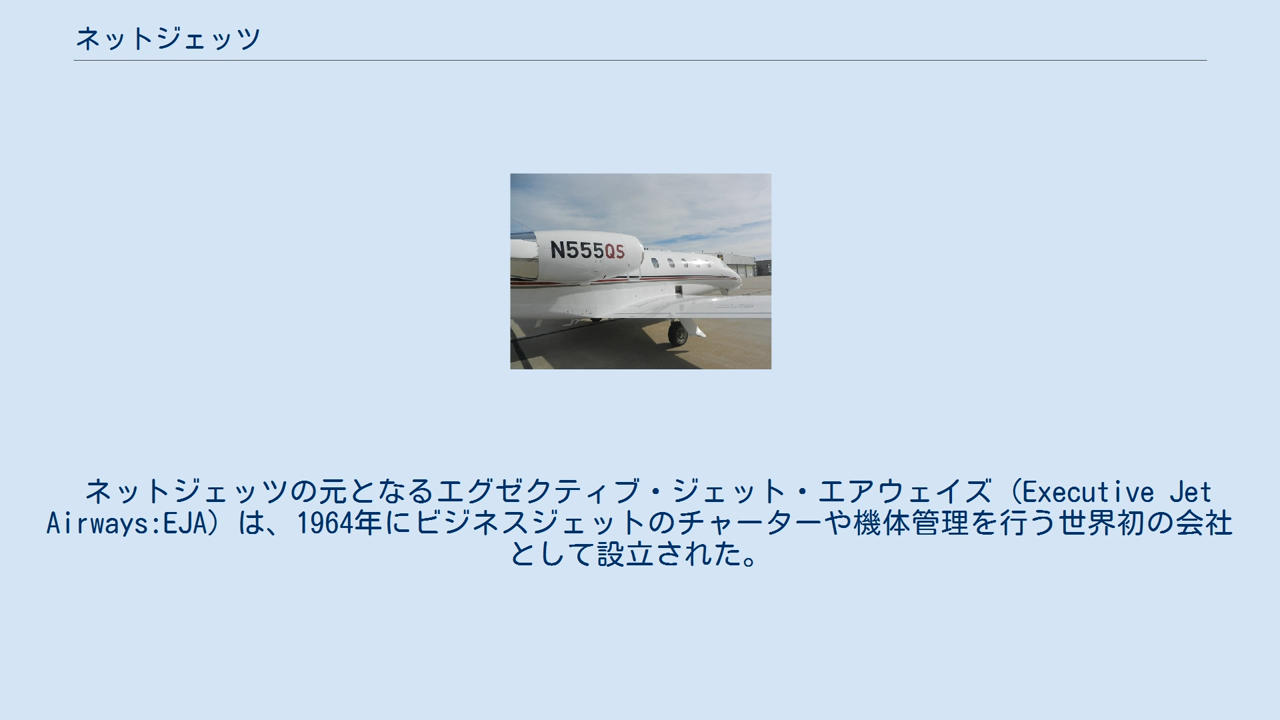 ネットジェッツ
N555QS
ネットジェッツの元となるエグゼクティブ・ジェット・エアウェイズ（Executive Jet
Airways:EJA）は、1964年にビジネスジェットのチャーターや機体管理を行う世界初の会社
として設立された。